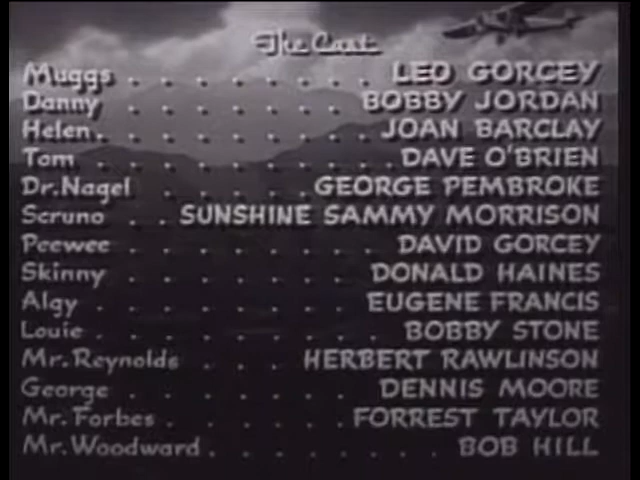 The Cast
Muggs . . . . . . . . . LEO GORCEY
Danny . . . . . . . . BOBBY JORDAN
Helen . . . . . . . . . JOAN BARCLAY
Tom . . . . . . . . DAVE O'BRIEN
Dr. Nagel . . . . . GEORGE PEMBROKE
Scruno . . SUNSHINE SAMMY MORRISON
Peewee . . . . . . . . DAVID GORCEY
Skinny . . . . . . . DONALD HAINES
Algy . . . . . . . . EUGENE FRANCIS
Louie . . . . . . . . . BOBBY STONE
Mr. Reynolds . . . HERBERT RAWLINSON
George . . . . . . . DENNIS MOORE
Mr. Forbes . . . . . FORREST TAYLOR
Mr. Woodward . . . . . . . BOB HILL